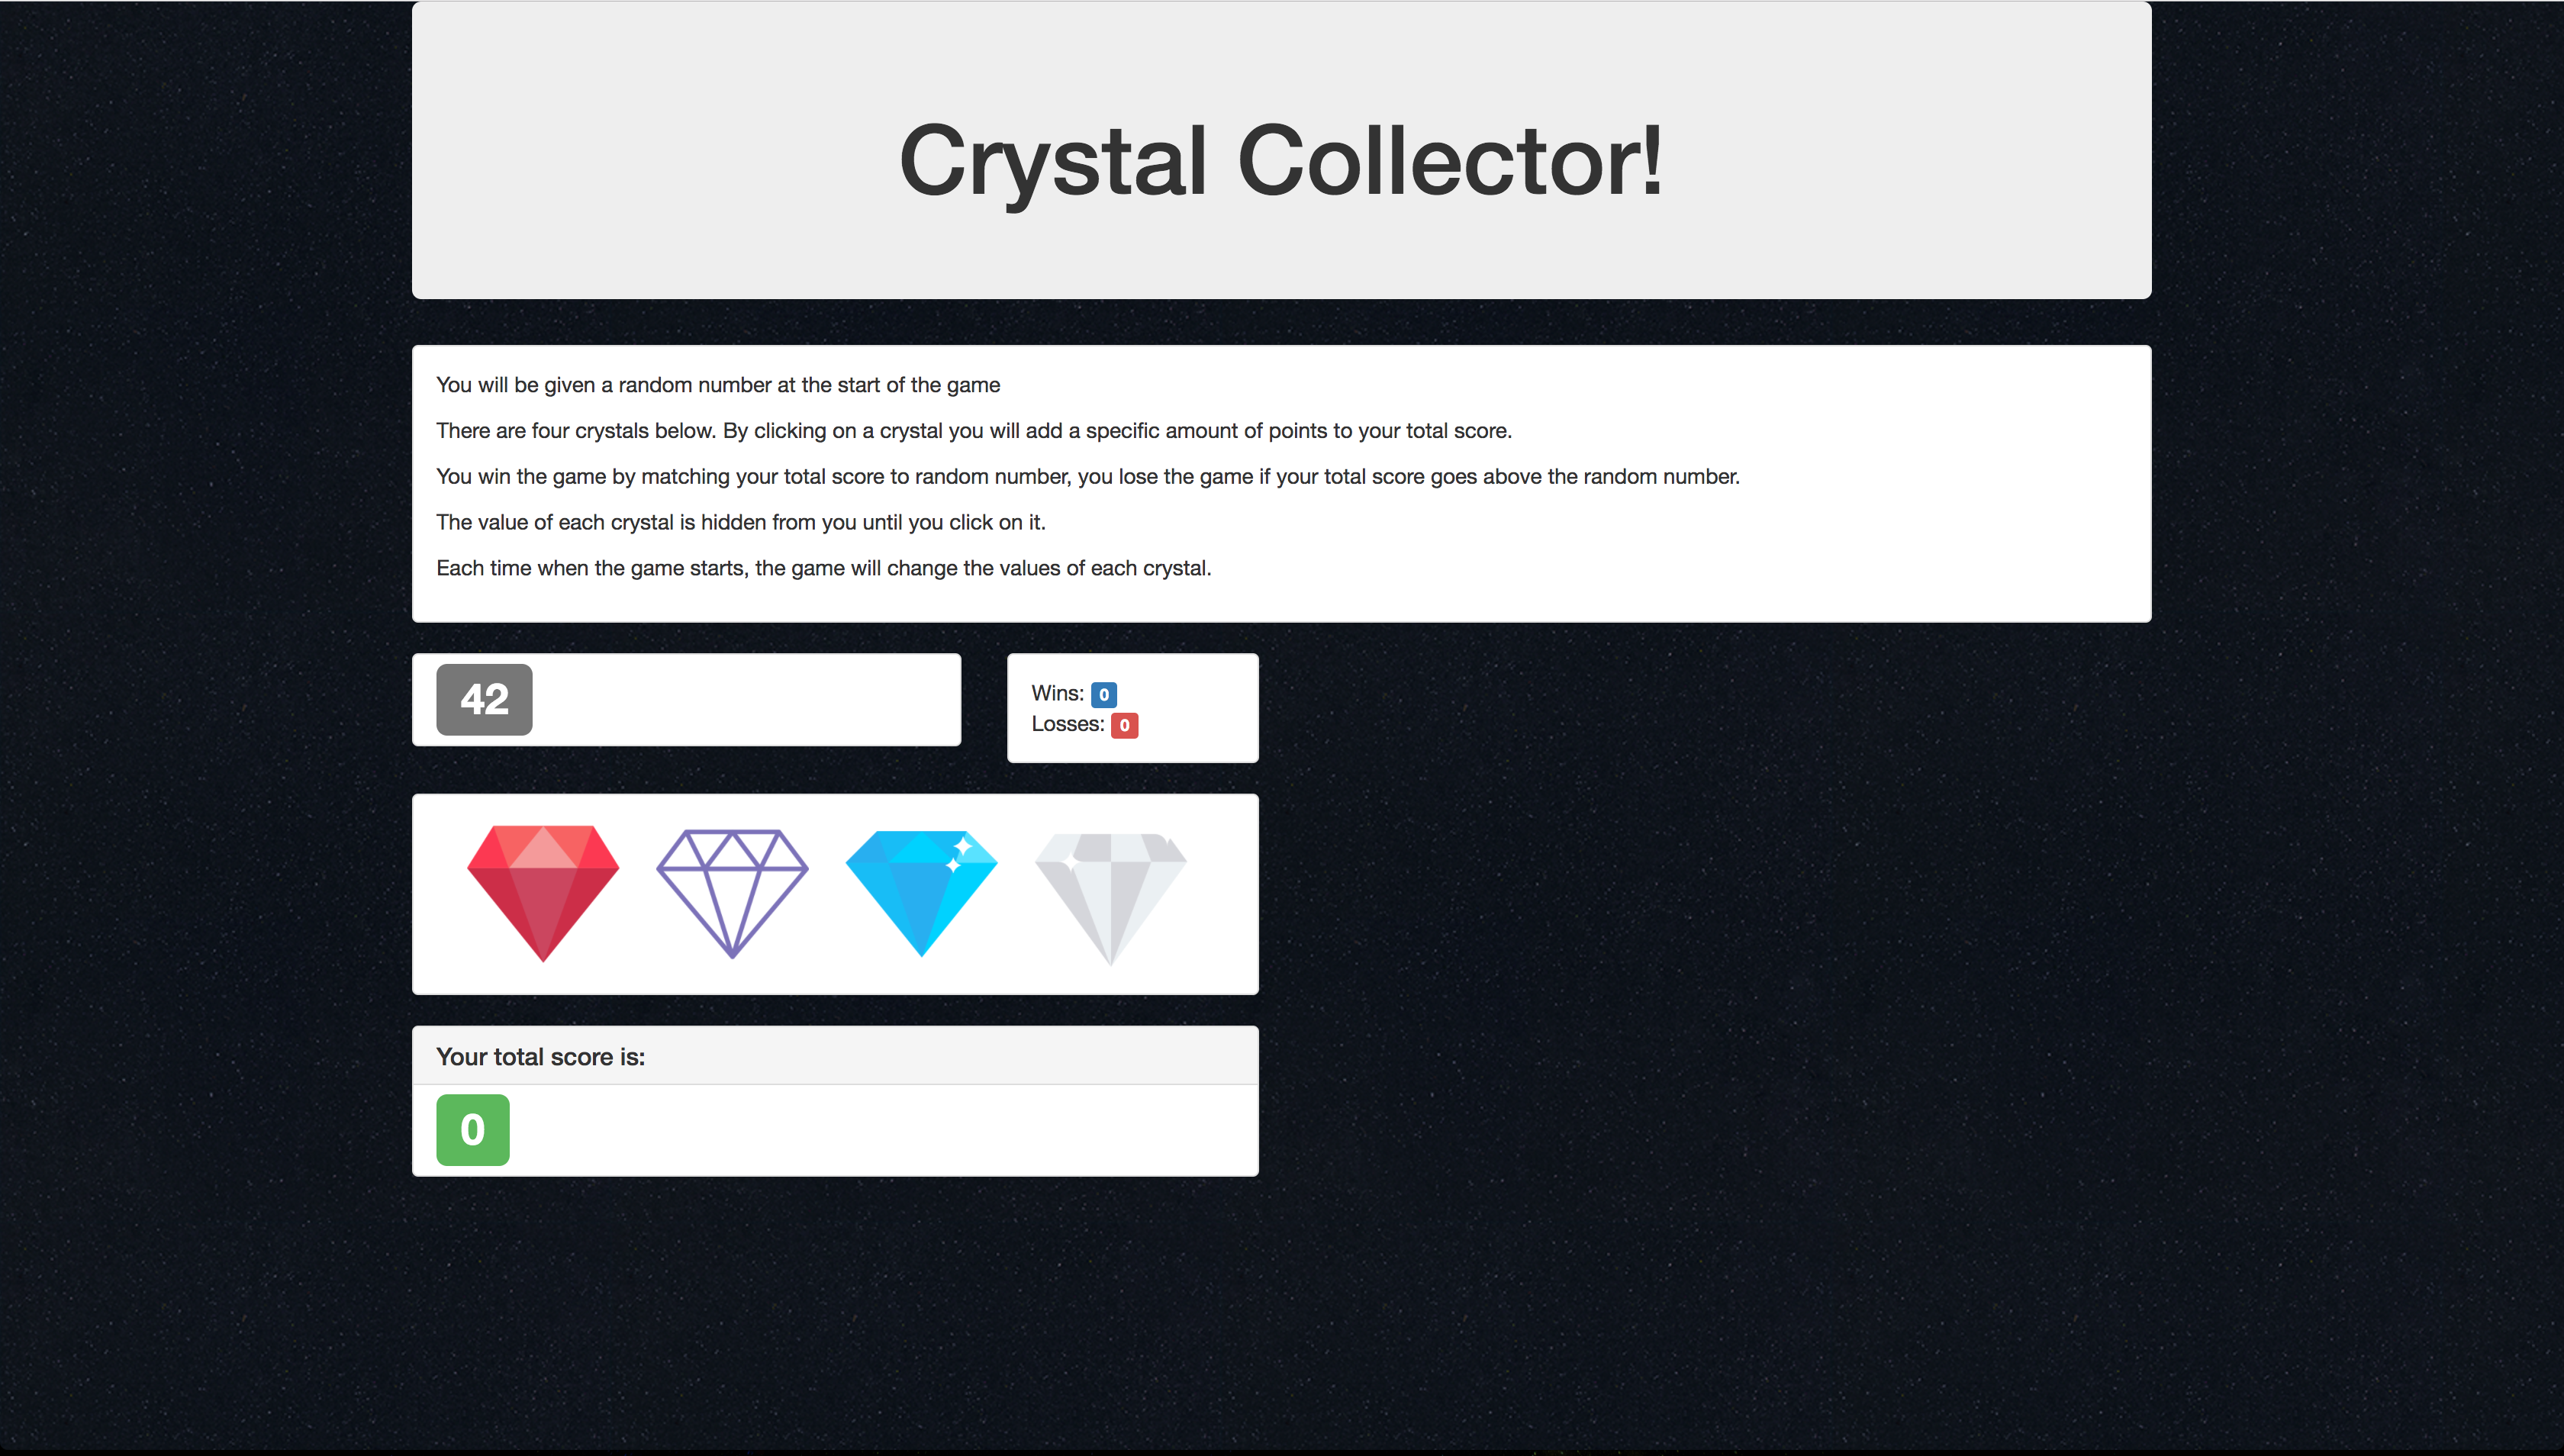 Crystal Collector!
You will be given a random number at the start of the game
There are four crystals below. By clicking on a crystal you will add a specific amount of points to your total score.
You win the game by matching your total score to random number, you lose the game if your total score goes above the random number.
The value of each crystal is hidden from you until you click on it.
Each time when the game starts, the game will change the values of each crystal.
42
Wins: 0
Losses: 0
Your total score is:
0